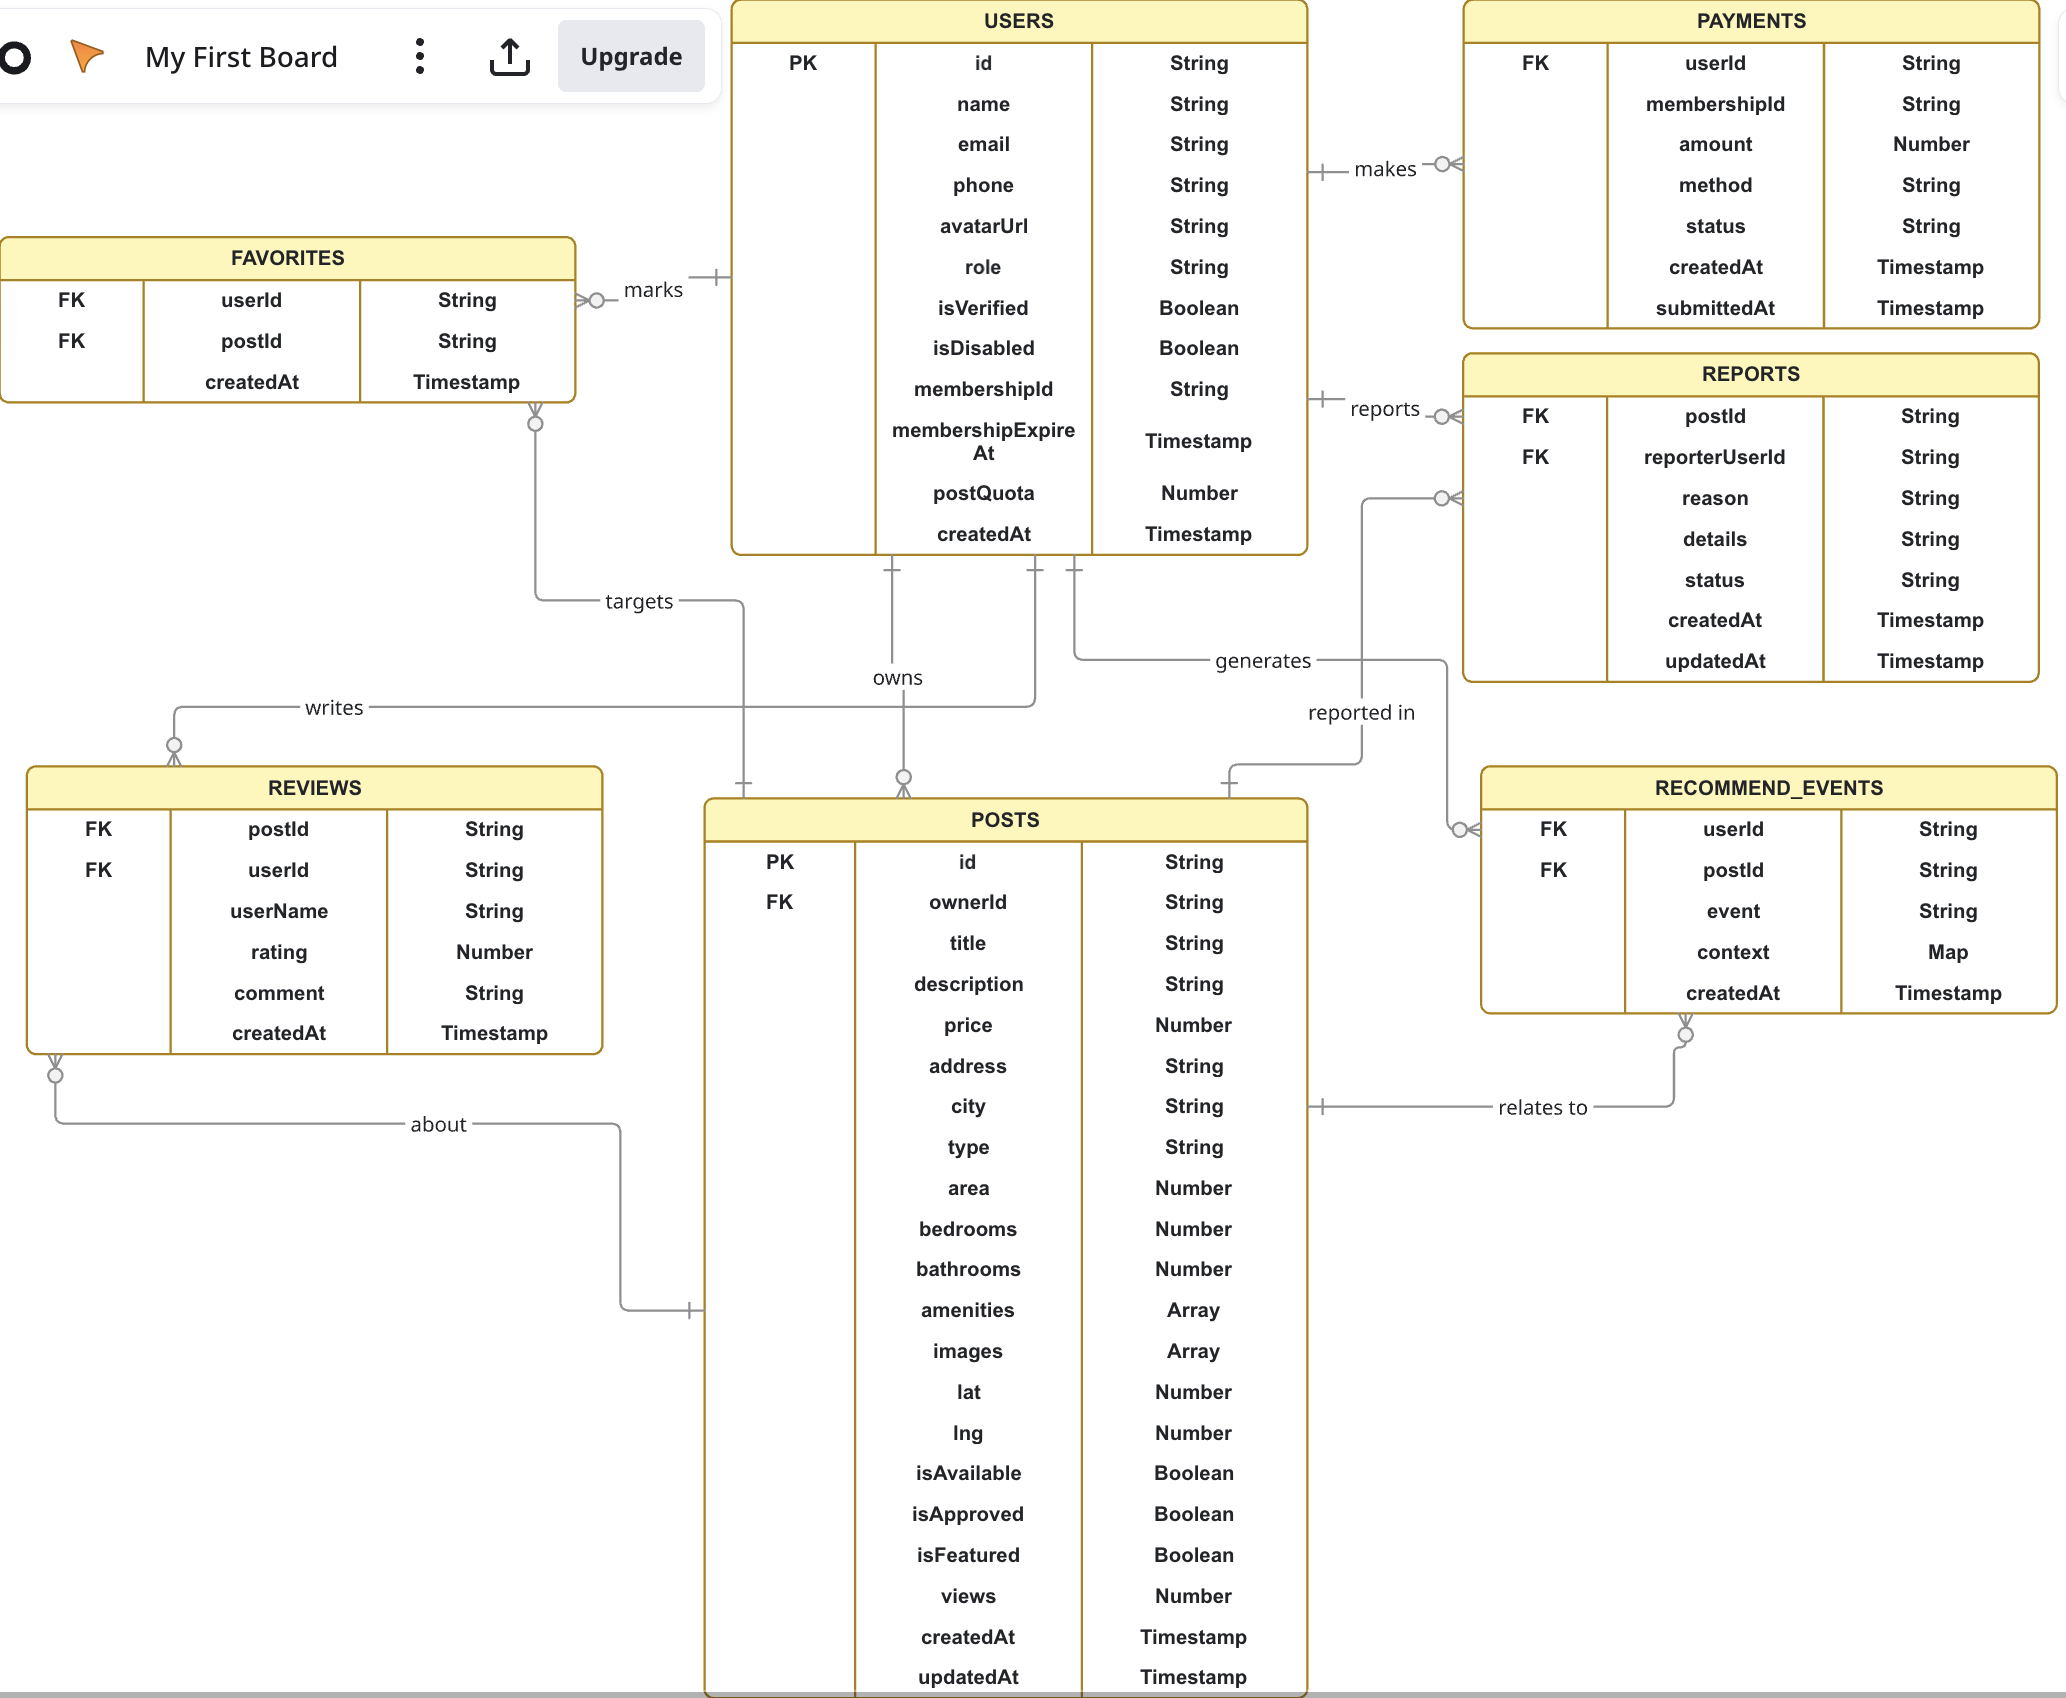 My First Board
Upgrade
USERS
PK id String
name String
email String
phone String
avatarUrl String
role String
isVerified Boolean
isDisabled Boolean
membershipId String
membershipExpire
At Timestamp
postQuota Number
createdAt Timestamp
PAYMENTS
FK userId String
membershipId String
amount Number
method String
status String
createdAt Timestamp
submittedAt Timestamp
makes
FAVORITES
FK userId String
FK postId String
createdAt Timestamp
marks
REPORTS
FK postId String
FK reporterUserId String
reason String
details String
status String
createdAt Timestamp
updatedAt Timestamp
reports
targets
owns
generates
writes
reported in
REVIEWS
FK postId String
FK userId String
userName String
rating Number
comment String
createdAt Timestamp
POSTS
PK id String
FK ownerId String
title String
description String
price Number
address String
city String
type String
area Number
bedrooms Number
bathrooms Number
amenities Array
images Array
lat Number
lng Number
isAvailable Boolean
isApproved Boolean
isFeatured Boolean
views Number
createdAt Timestamp
updatedAt Timestamp
RECOMMEND_EVENTS
FK userId String
FK postId String
event String
context Map
createdAt Timestamp
relates to
about